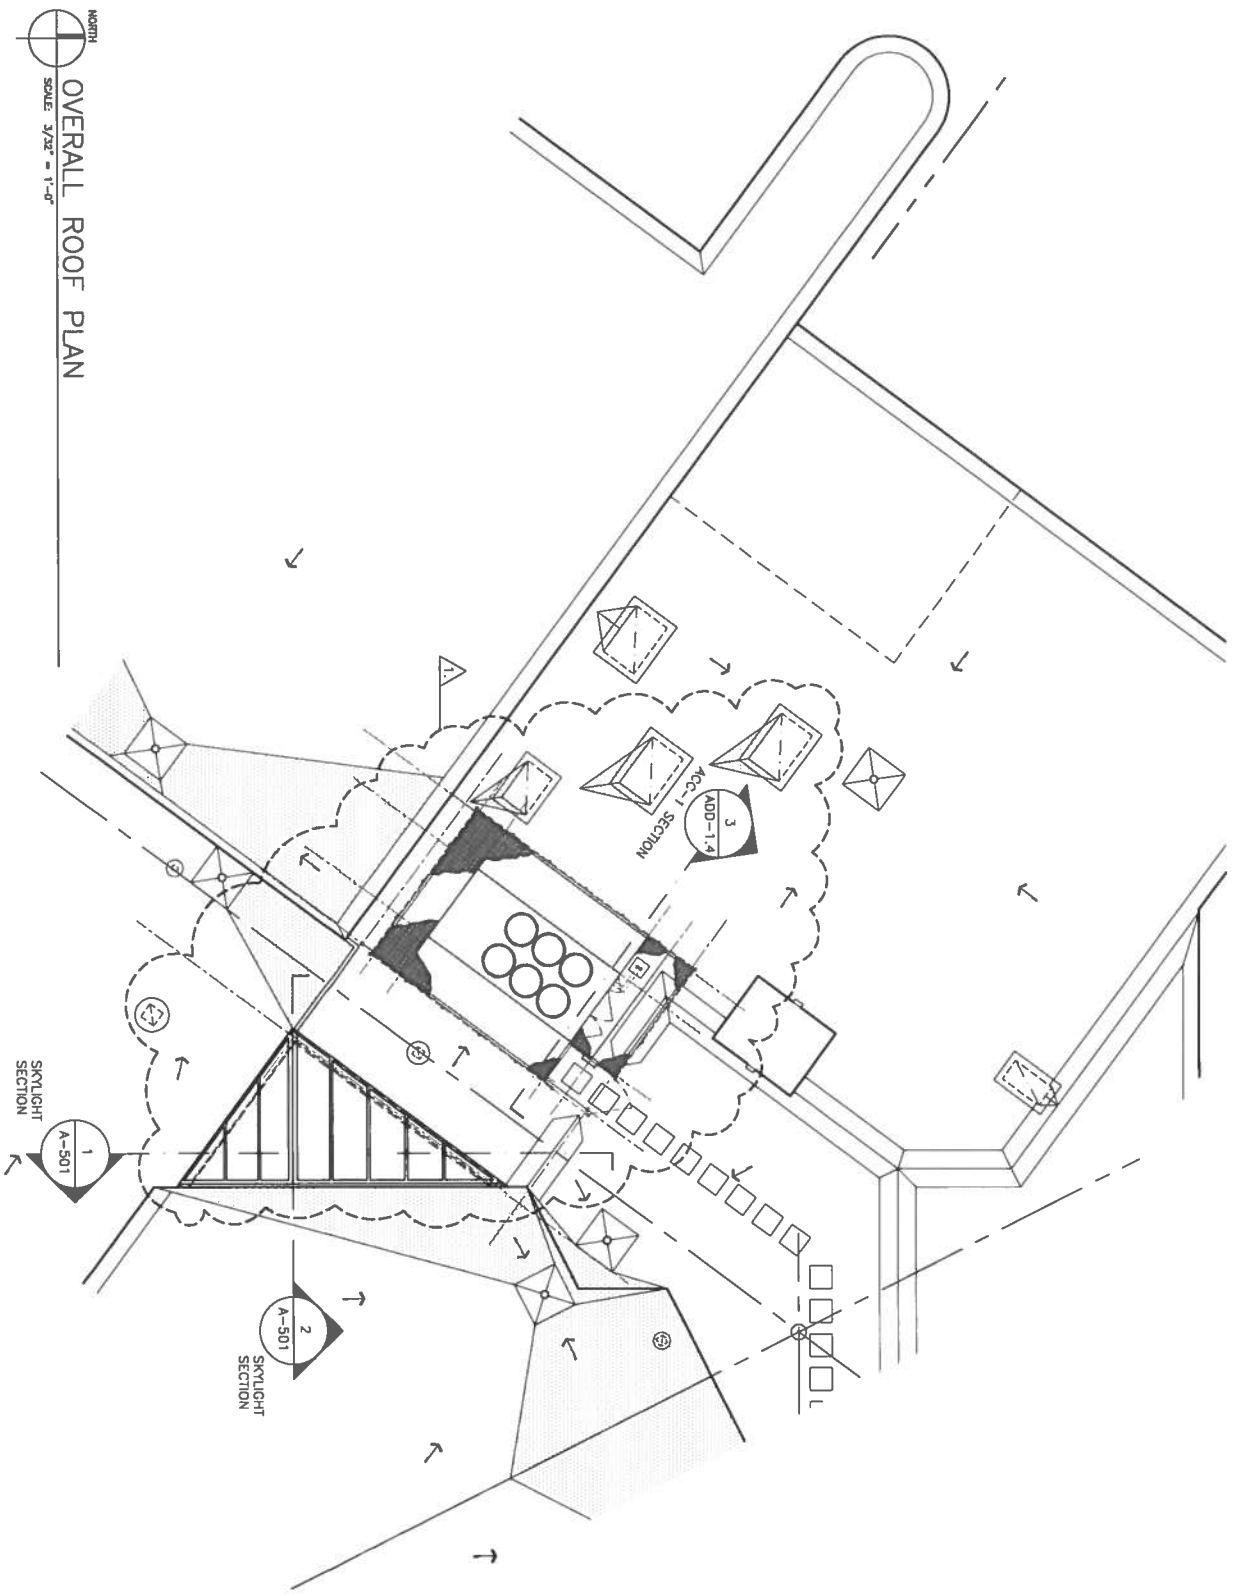 NORTH
OVERALL ROOF PLAN
SCALE: 3/32" = 1'-0"
1.
3
ADD-1.4
ACC-1 SECTION
1
A-501
SKYLIGHT
SECTION
2
A-501
SKYLIGHT
SECTION